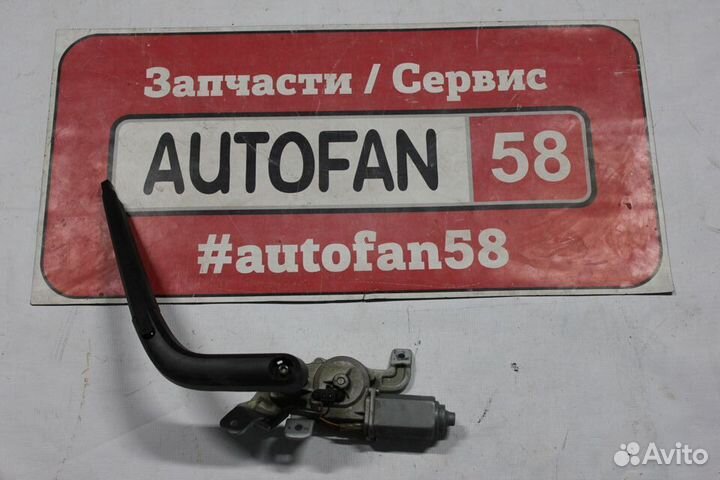 Запчасти / Сервис
AUTOFAN 58
#autofan58
Avito